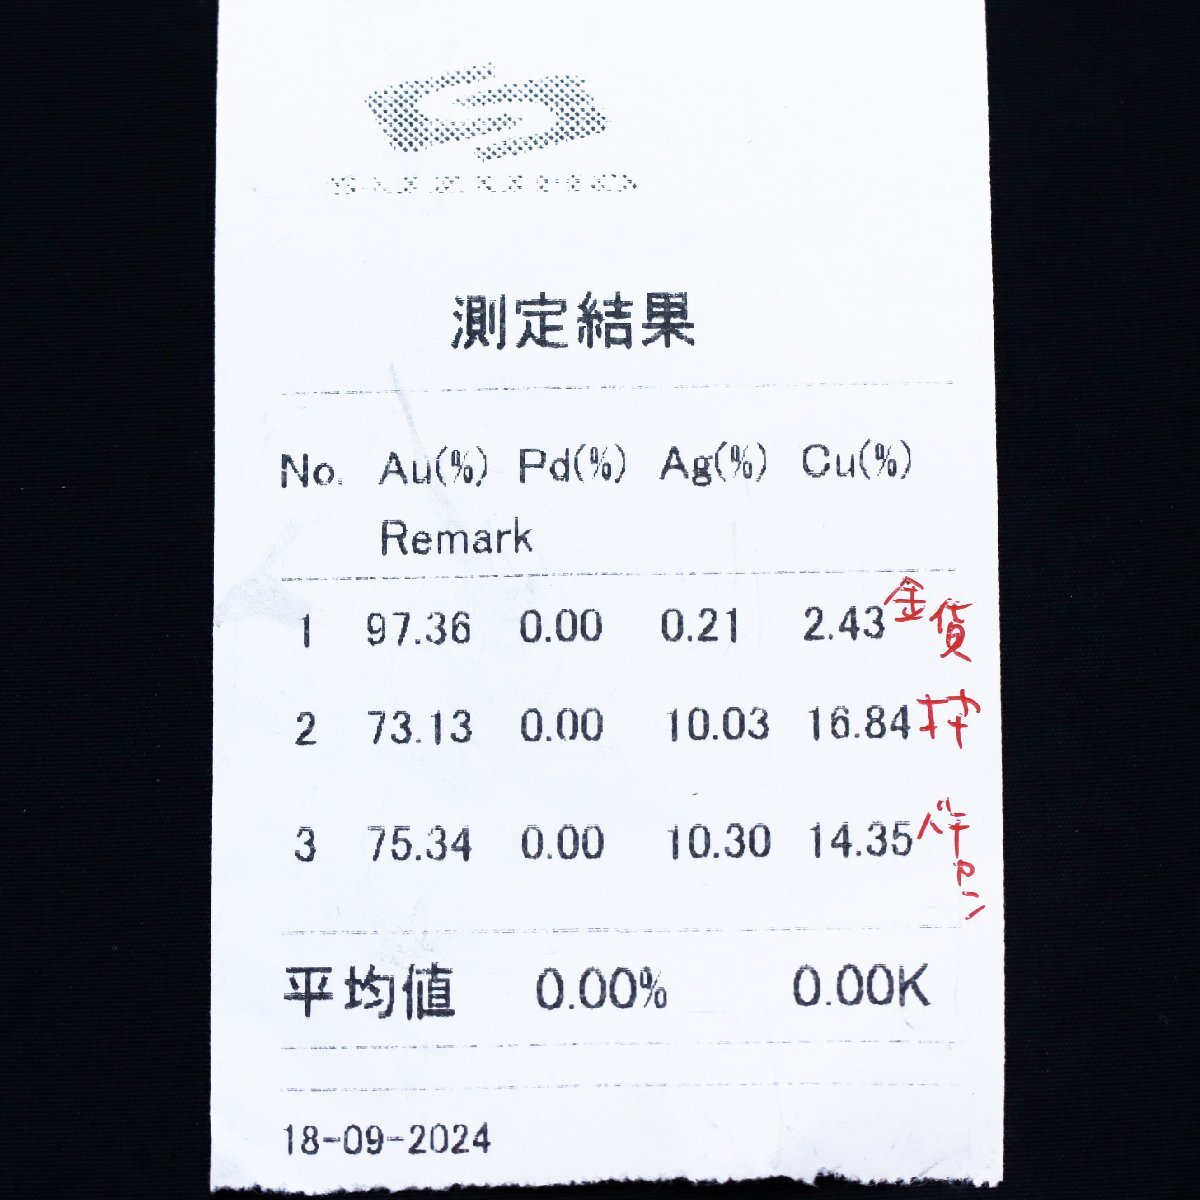 測定結果
No. Au(%) Pd(%) Ag(%) Cu(%)
Remark
1 97.36 0.00 0.21 2.43 金貨
2 73.13 0.00 10.03 16.84 枠
3 75.34 0.00 10.30 14.35 バチカン
平均値 0.00% 0.00K
18-09-2024